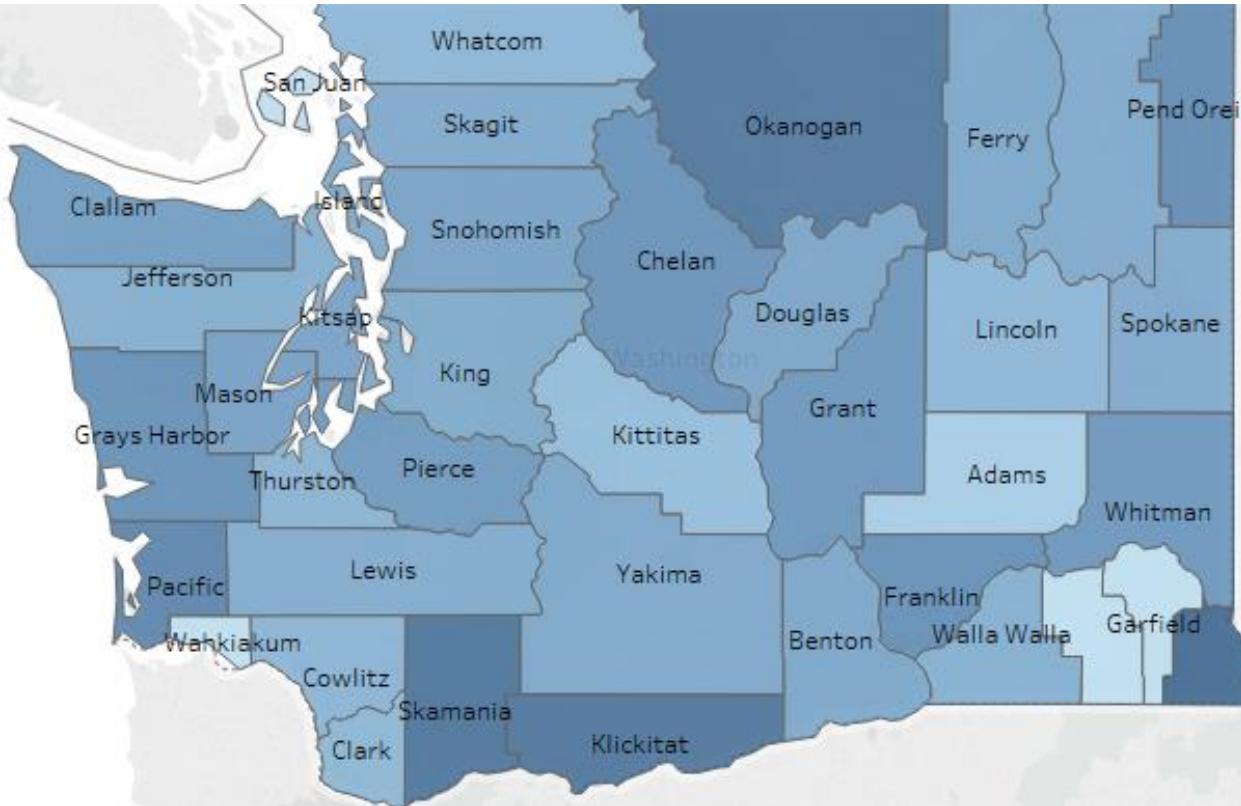 Whatcom
San Juan
Skagit
Okanogan
Ferry
Pend Orei
Clallam
Island
Snohomish
Chelan
Jefferson
Kitsap
Douglas
Lincoln
Spokane
Washington
King
Mason
Grant
Grays Harbor
Kittitas
Thurston
Pierce
Adams
Whitman
Pacific
Lewis
Yakima
Franklin
Wahkiakum
Benton
Walla Walla
Garfield
Cowlitz
Skamania
Clark
Klickitat